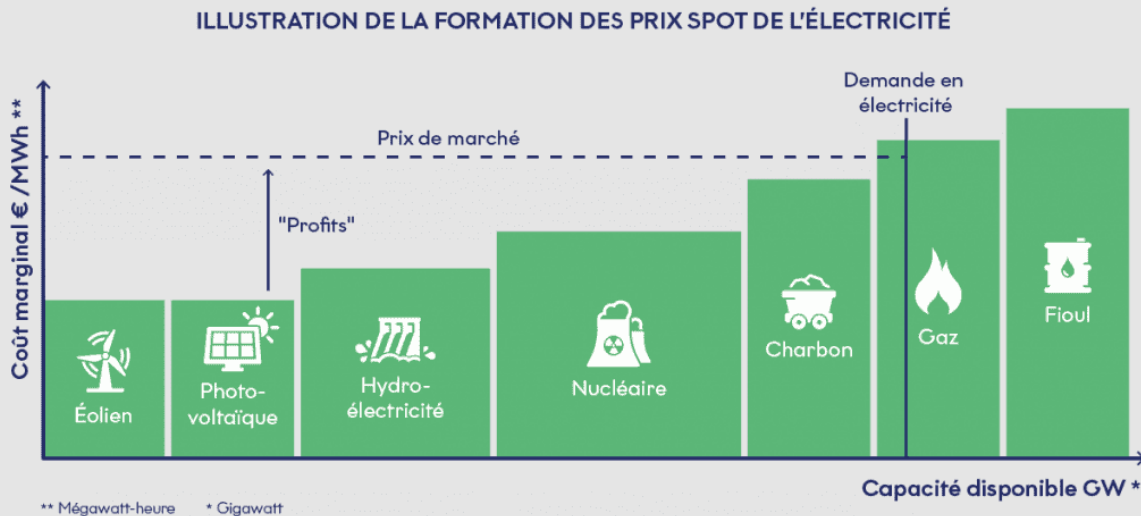 ILLUSTRATION DE LA FORMATION DES PRIX SPOT DE L'ÉLECTRICITÉ
Coût marginal € /MWh **
Demande en
électricité
Prix de marché
"Profits"
Éolien
Photo-
voltaïque
Hydro-
électricité
Nucléaire
Charbon
Gaz
Fioul
Capacité disponible GW *
** Mégawatt-heure * Gigawatt